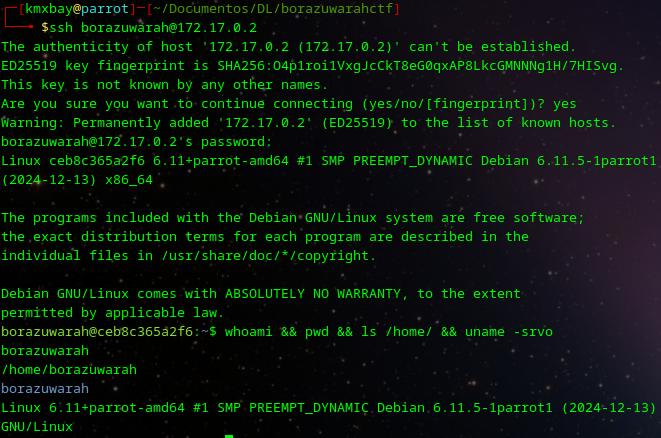 ┌─[kmxbay@parrot]─[~/Documentos/DL/borazuwarahctf]
└──╼ $ssh borazuwarah@172.17.0.2
The authenticity of host '172.17.0.2 (172.17.0.2)' can't be established.
ED25519 key fingerprint is SHA256:O4p1roi1VxgJcCkT8eG0qxAP8LkcGMNNNg1H/7HISvg.
This key is not known by any other names.
Are you sure you want to continue connecting (yes/no/[fingerprint])? yes
Warning: Permanently added '172.17.0.2' (ED25519) to the list of known hosts.
borazuwarah@172.17.0.2's password:
Linux ceb8c365a2f6 6.11+parrot-amd64 #1 SMP PREEMPT_DYNAMIC Debian 6.11.5-1parrot1
(2024-12-13) x86_64

The programs included with the Debian GNU/Linux system are free software;
the exact distribution terms for each program are described in the
individual files in /usr/share/doc/*/copyright.

Debian GNU/Linux comes with ABSOLUTELY NO WARRANTY, to the extent
permitted by applicable law.
borazuwarah@ceb8c365a2f6:~$ whoami && pwd && ls /home/ && uname -srvo
borazuwarah
/home/borazuwarah
borazuwarah
Linux 6.11+parrot-amd64 #1 SMP PREEMPT_DYNAMIC Debian 6.11.5-1parrot1 (2024-12-13)
GNU/Linux